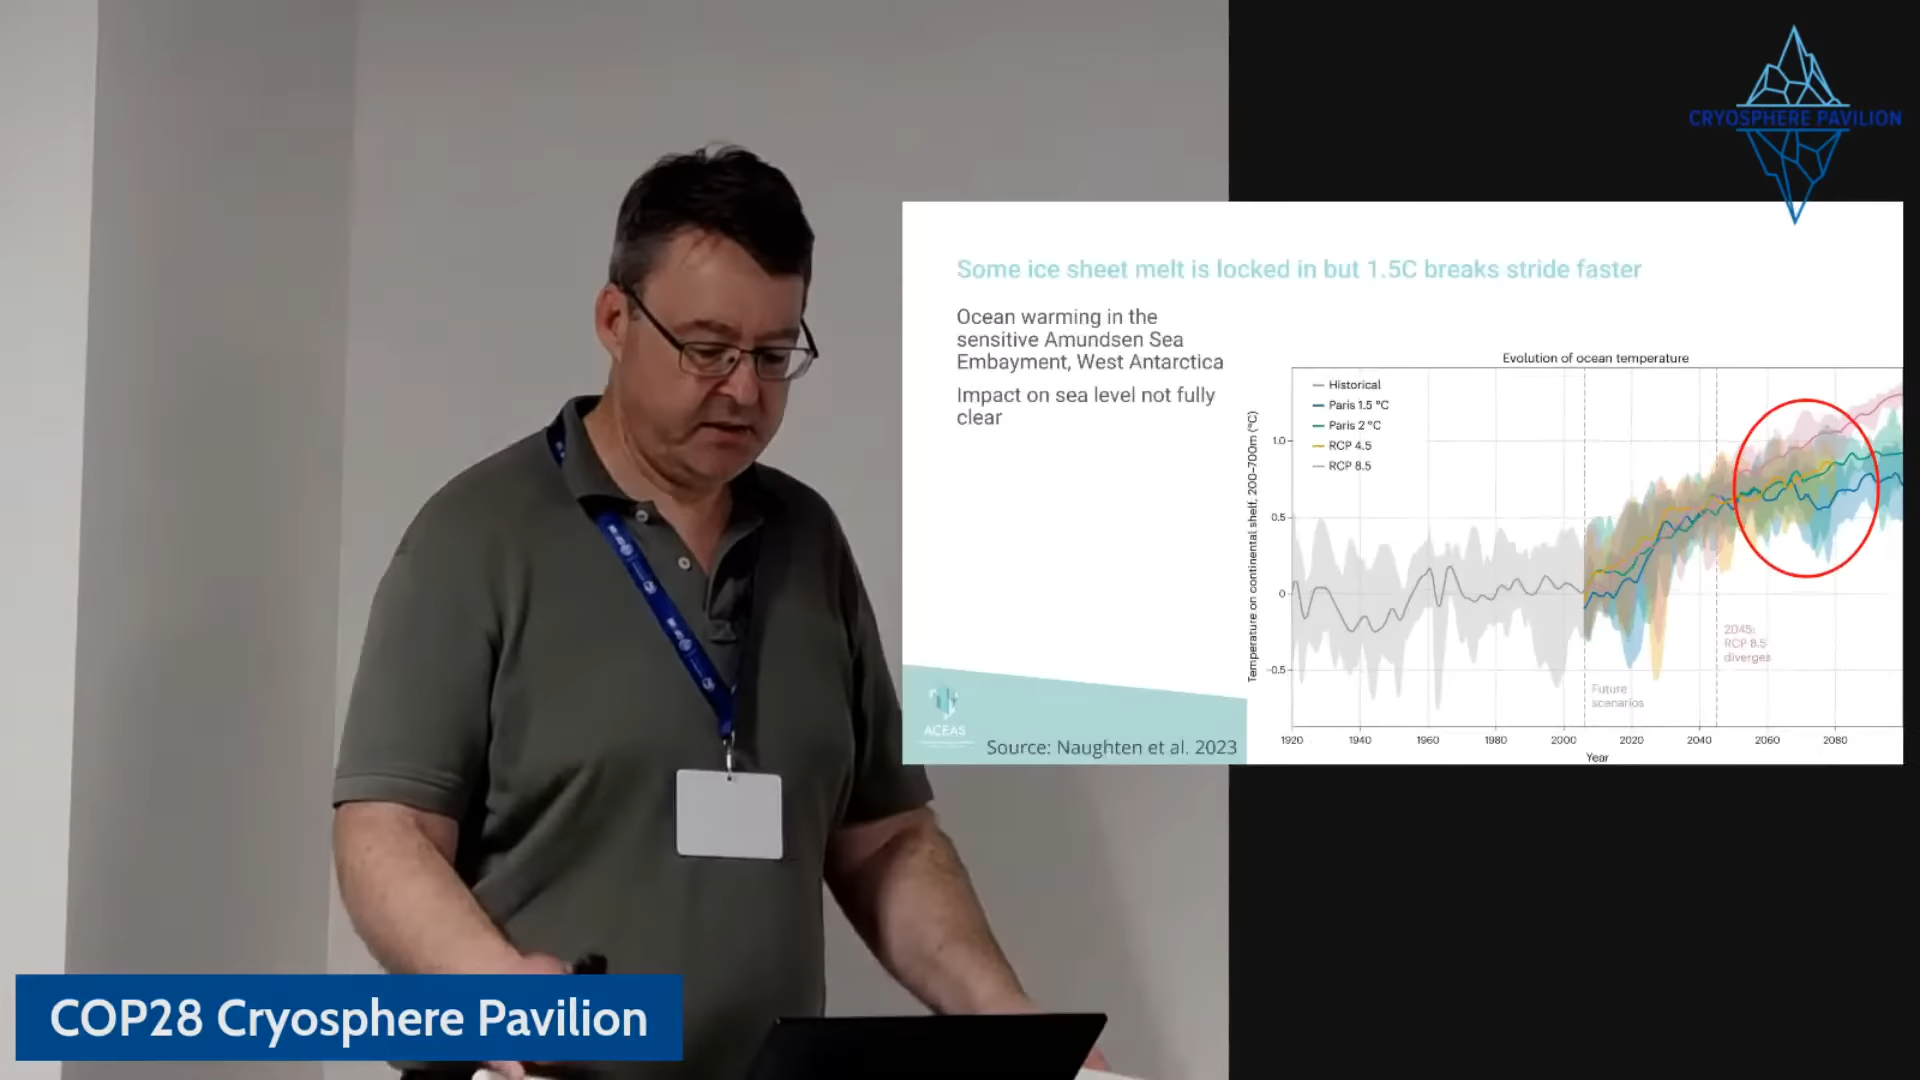 CRYOSPHERE PAVILION
Some ice sheet melt is locked in but 1.5C breaks stride faster
Ocean warming in the
sensitive Amundsen Sea
Embayment, West Antarctica
Impact on sea level not fully
clear
Evolution of ocean temperature
Historical
Paris 1.5 °C
Paris 2 °C
RCP 4.5
RCP 8.5
Temperature on continental shelf, 200–700m (°C)
1.0
0.5
0
-0.5
2045:
RCP 8.5
diverges
Future
scenarios
1920 1940 1960 1980 2000 2020 2040 2060 2080
Year
ACEAS
Source: Naughten et al. 2023
COP28 Cryosphere Pavilion